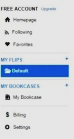 FREE ACCOUNT Upgrade
Homepage
Following
Favorites
MY FLIPS +
Default
MY BOOKCASES +
My Bookcase
$ Billing
Settings